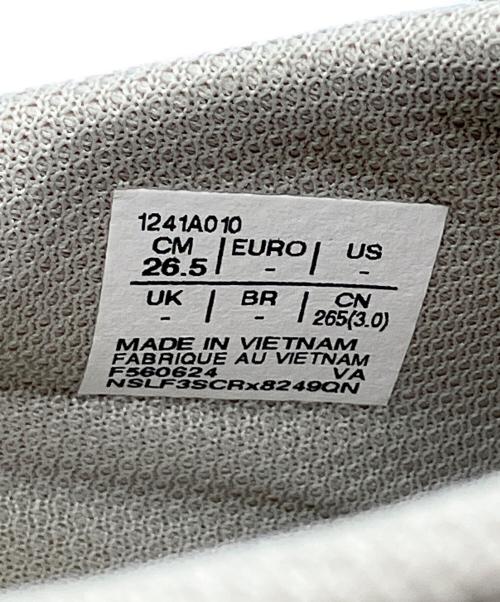 1241A010
CM | EURO | US
26.5 - -
UK | BR | CN
- - 265(3.0)
MADE IN VIETNAM
FABRIQUE AU VIETNAM
F560624 VA
NSLF3SCRx8249QN